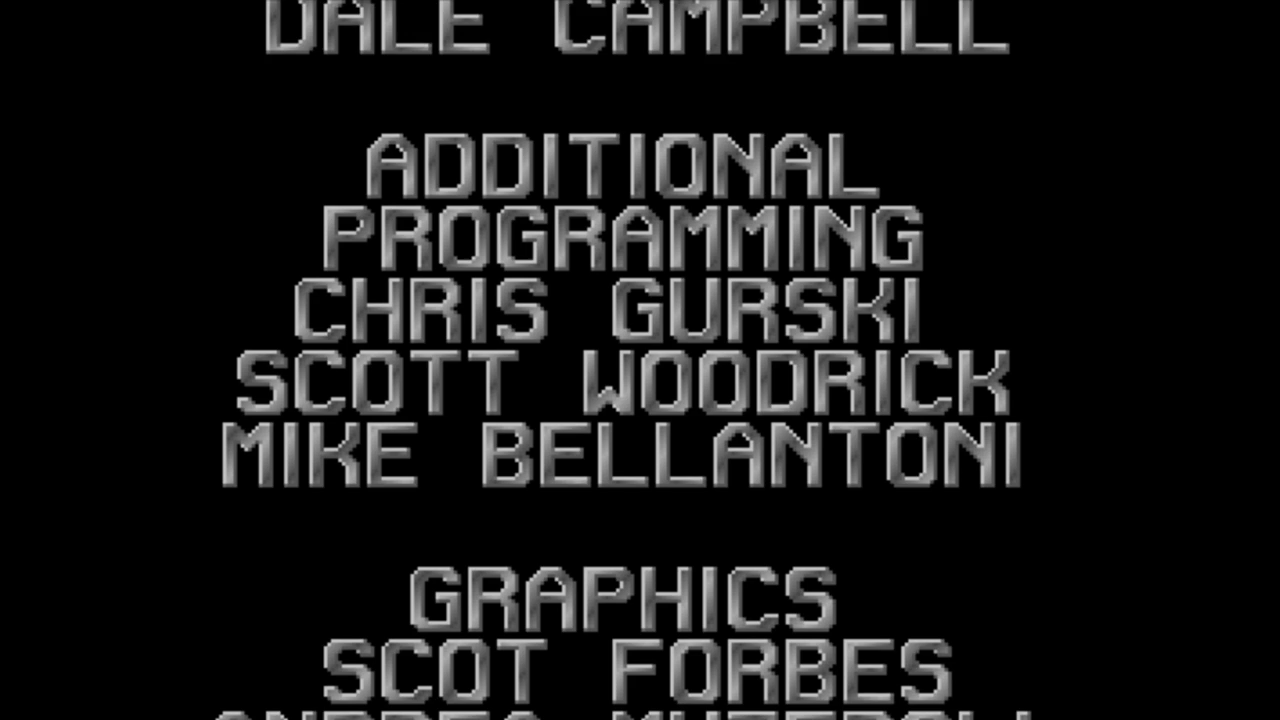 DALE CAMPBELL
ADDITIONAL
PROGRAMMING
CHRIS GURSKI
SCOTT WOODRICK
MIKE BELLANTONI
GRAPHICS
SCOT FORBES